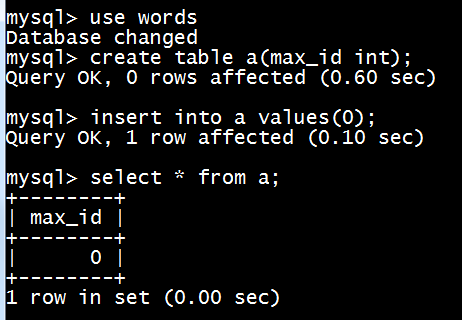 mysql> use words
Database changed
mysql> create table a(max_id int);
Query OK, 0 rows affected (0.60 sec)
mysql> insert into a values(0);
Query OK, 1 row affected (0.10 sec)
mysql> select * from a;
+--------+
| max_id |
+--------+
|      0 |
+--------+
1 row in set (0.00 sec)